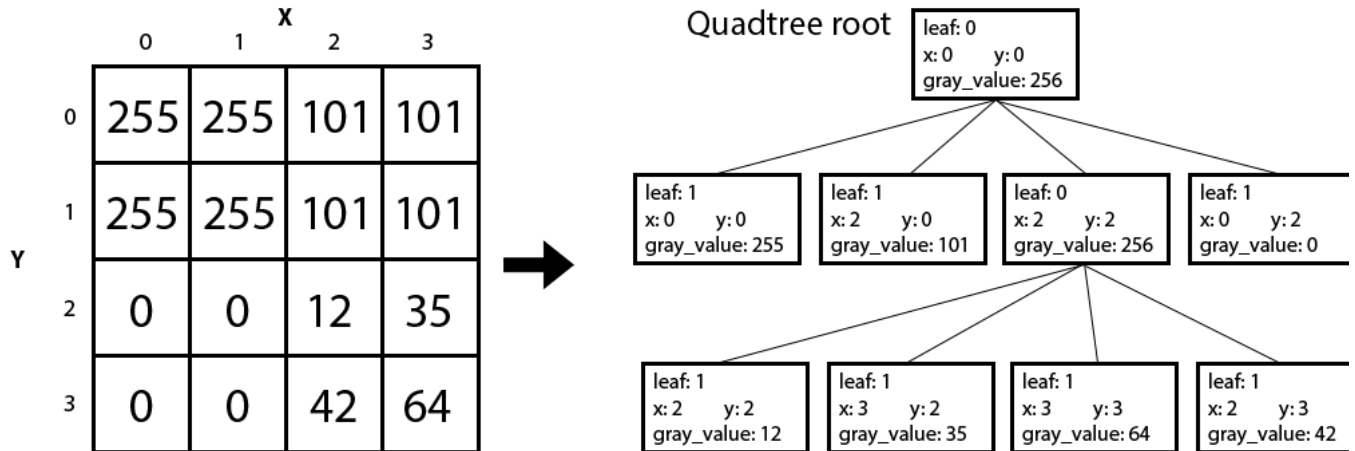 X
0 1 2 3
Y
0 255 255 101 101
1 255 255 101 101
2 0 0 12 35
3 0 0 42 64
Quadtree root
leaf: 0
x: 0 y: 0
gray_value: 256
leaf: 1
x: 0 y: 0
gray_value: 255
leaf: 1
x: 2 y: 0
gray_value: 101
leaf: 0
x: 2 y: 2
gray_value: 256
leaf: 1
x: 0 y: 2
gray_value: 0
leaf: 1
x: 2 y: 2
gray_value: 12
leaf: 1
x: 3 y: 2
gray_value: 35
leaf: 1
x: 3 y: 3
gray_value: 64
leaf: 1
x: 2 y: 3
gray_value: 42